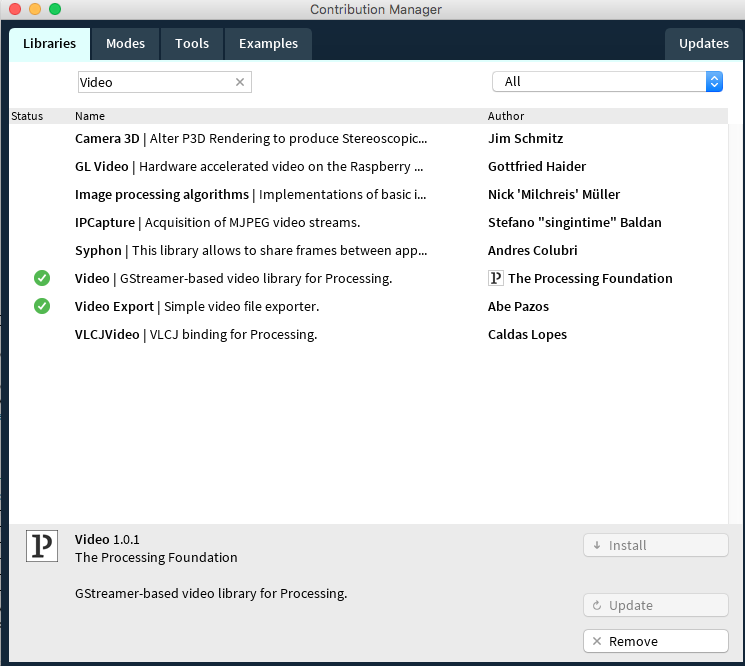 Contribution Manager
Libraries Modes Tools Examples Updates
Video All
Status Name Author
Camera 3D | Alter P3D Rendering to produce Stereoscopic... Jim Schmitz
GL Video | Hardware accelerated video on the Raspberry ... Gottfried Haider
Image processing algorithms | Implementations of basic i... Nick 'Milchreis' Müller
IPCapture | Acquisition of MJPEG video streams. Stefano "singintime" Baldan
Syphon | This library allows to share frames between app... Andres Colubri
Video | GStreamer-based video library for Processing. The Processing Foundation
Video Export | Simple video file exporter. Abe Pazos
VLCJVideo | VLCJ binding for Processing. Caldas Lopes
Video 1.0.1
The Processing Foundation
Install
GStreamer-based video library for Processing.
Update
Remove